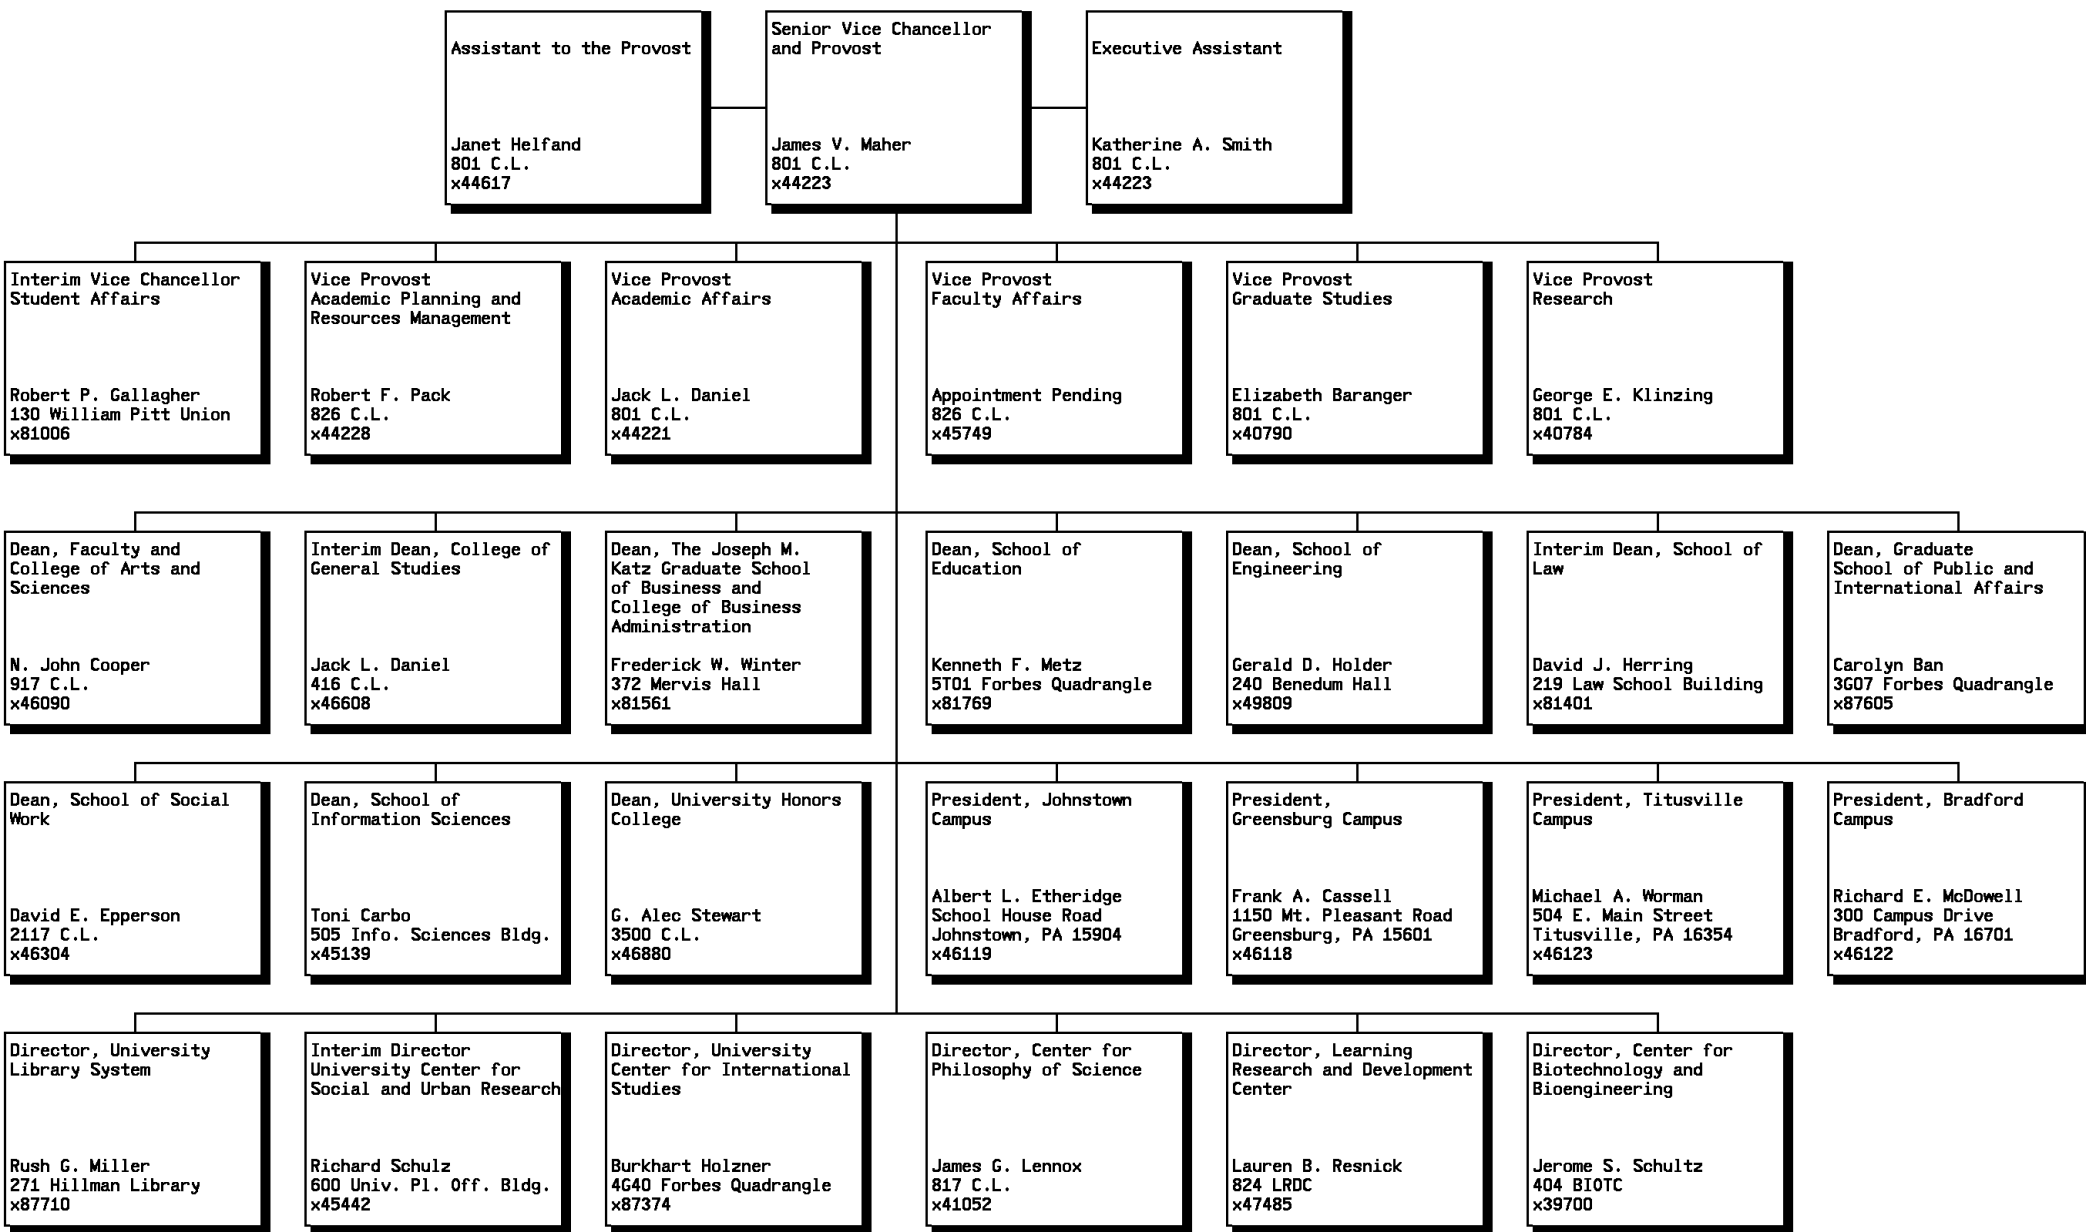 Assistant to the Provost
Janet Helfand
801 C.L.
x44617
Senior Vice Chancellor
and Provost
James V. Maher
801 C.L.
x44223
Executive Assistant
Katherine A. Smith
801 C.L.
x44223
Interim Vice Chancellor
Student Affairs
Robert P. Gallagher
130 William Pitt Union
x81006
Vice Provost
Academic Planning and
Resources Management
Robert F. Pack
826 C.L.
x44228
Vice Provost
Academic Affairs
Jack L. Daniel
801 C.L.
x44221
Vice Provost
Faculty Affairs
Appointment Pending
826 C.L.
x45749
Vice Provost
Graduate Studies
Elizabeth Baranger
801 C.L.
x40790
Vice Provost
Research
George E. Klinzing
801 C.L.
x40784
Dean, Faculty and
College of Arts and
Sciences
N. John Cooper
917 C.L.
x46090
Interim Dean, College of
General Studies
Jack L. Daniel
416 C.L.
x46608
Dean, The Joseph M.
Katz Graduate School
of Business and
College of Business
Administration
Frederick W. Winter
372 Mervis Hall
x81561
Dean, School of
Education
Kenneth F. Metz
5T01 Forbes Quadrangle
x81769
Dean, School of
Engineering
Gerald D. Holder
240 Benedum Hall
x49809
Interim Dean, School of
Law
David J. Herring
219 Law School Building
x81401
Dean, Graduate
School of Public and
International Affairs
Carolyn Ban
3G07 Forbes Quadrangle
x87605
Dean, School of Social
Work
David E. Epperson
2117 C.L.
x46304
Dean, School of
Information Sciences
Toni Carbo
505 Info. Sciences Bldg.
x45139
Dean, University Honors
College
G. Alec Stewart
3500 C.L.
x46880
President, Johnstown
Campus
Albert L. Etheridge
School House Road
Johnstown, PA 15904
x46119
President,
Greensburg Campus
Frank A. Cassell
1150 Mt. Pleasant Road
Greensburg, PA 15601
x46118
President, Titusville
Campus
Michael A. Worman
504 E. Main Street
Titusville, PA 16354
x46123
President, Bradford
Campus
Richard E. McDowell
300 Campus Drive
Bradford, PA 16701
x46122
Director, University
Library System
Rush G. Miller
271 Hillman Library
x87710
Interim Director
University Center for
Social and Urban Research
Richard Schulz
600 Univ. Pl. Off. Bldg.
x45442
Director, University
Center for International
Studies
Burkhart Holzner
4G40 Forbes Quadrangle
x87374
Director, Center for
Philosophy of Science
James G. Lennox
817 C.L.
x41052
Director, Learning
Research and Development
Center
Lauren B. Resnick
824 LRDC
x47485
Director, Center for
Biotechnology and
Bioengineering
Jerome S. Schultz
404 BIOTC
x39700